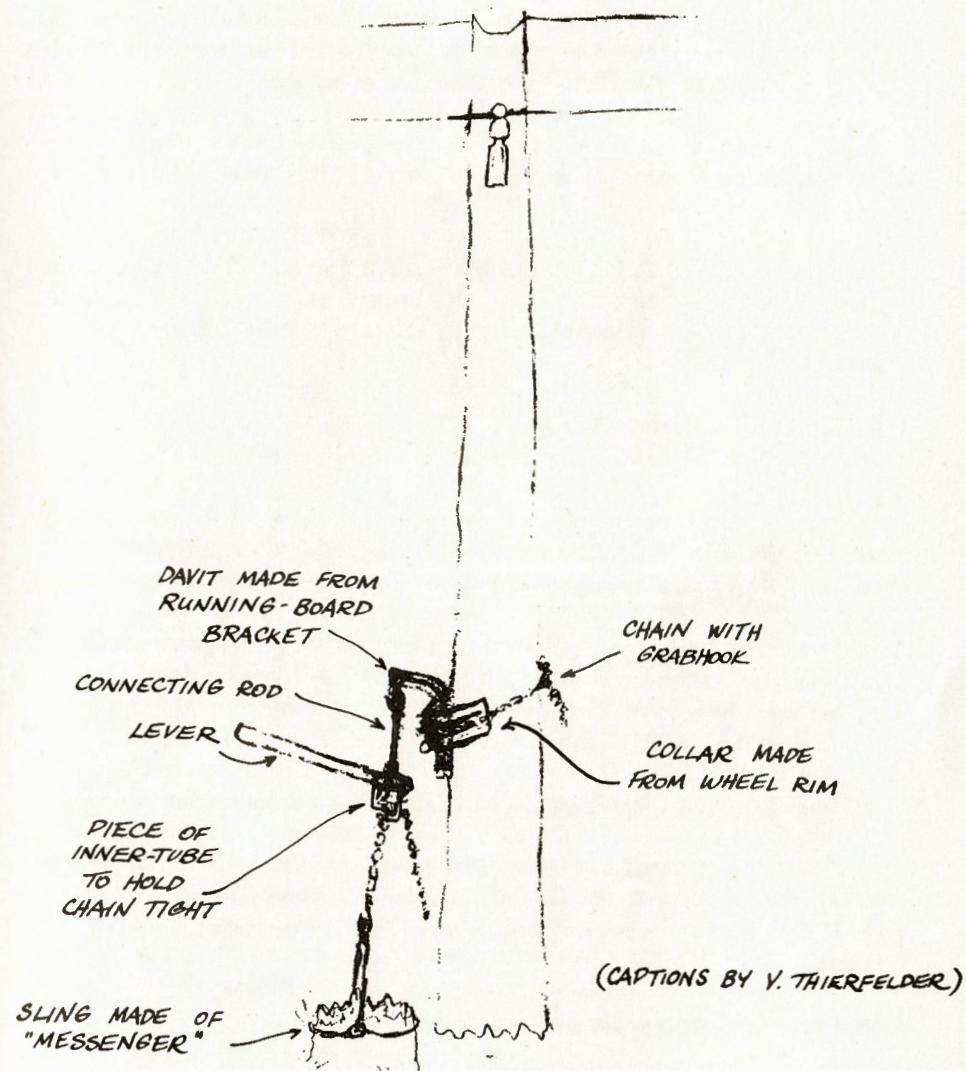 DAVIT MADE FROM
RUNNING-BOARD
BRACKET
CHAIN WITH
GRABHOOK
CONNECTING ROD
LEVER
COLLAR MADE
FROM WHEEL RIM
PIECE OF
INNER-TUBE
TO HOLD
CHAIN TIGHT
(CAPTIONS BY V. THIERFELDER)
SLING MADE OF
"MESSENGER"